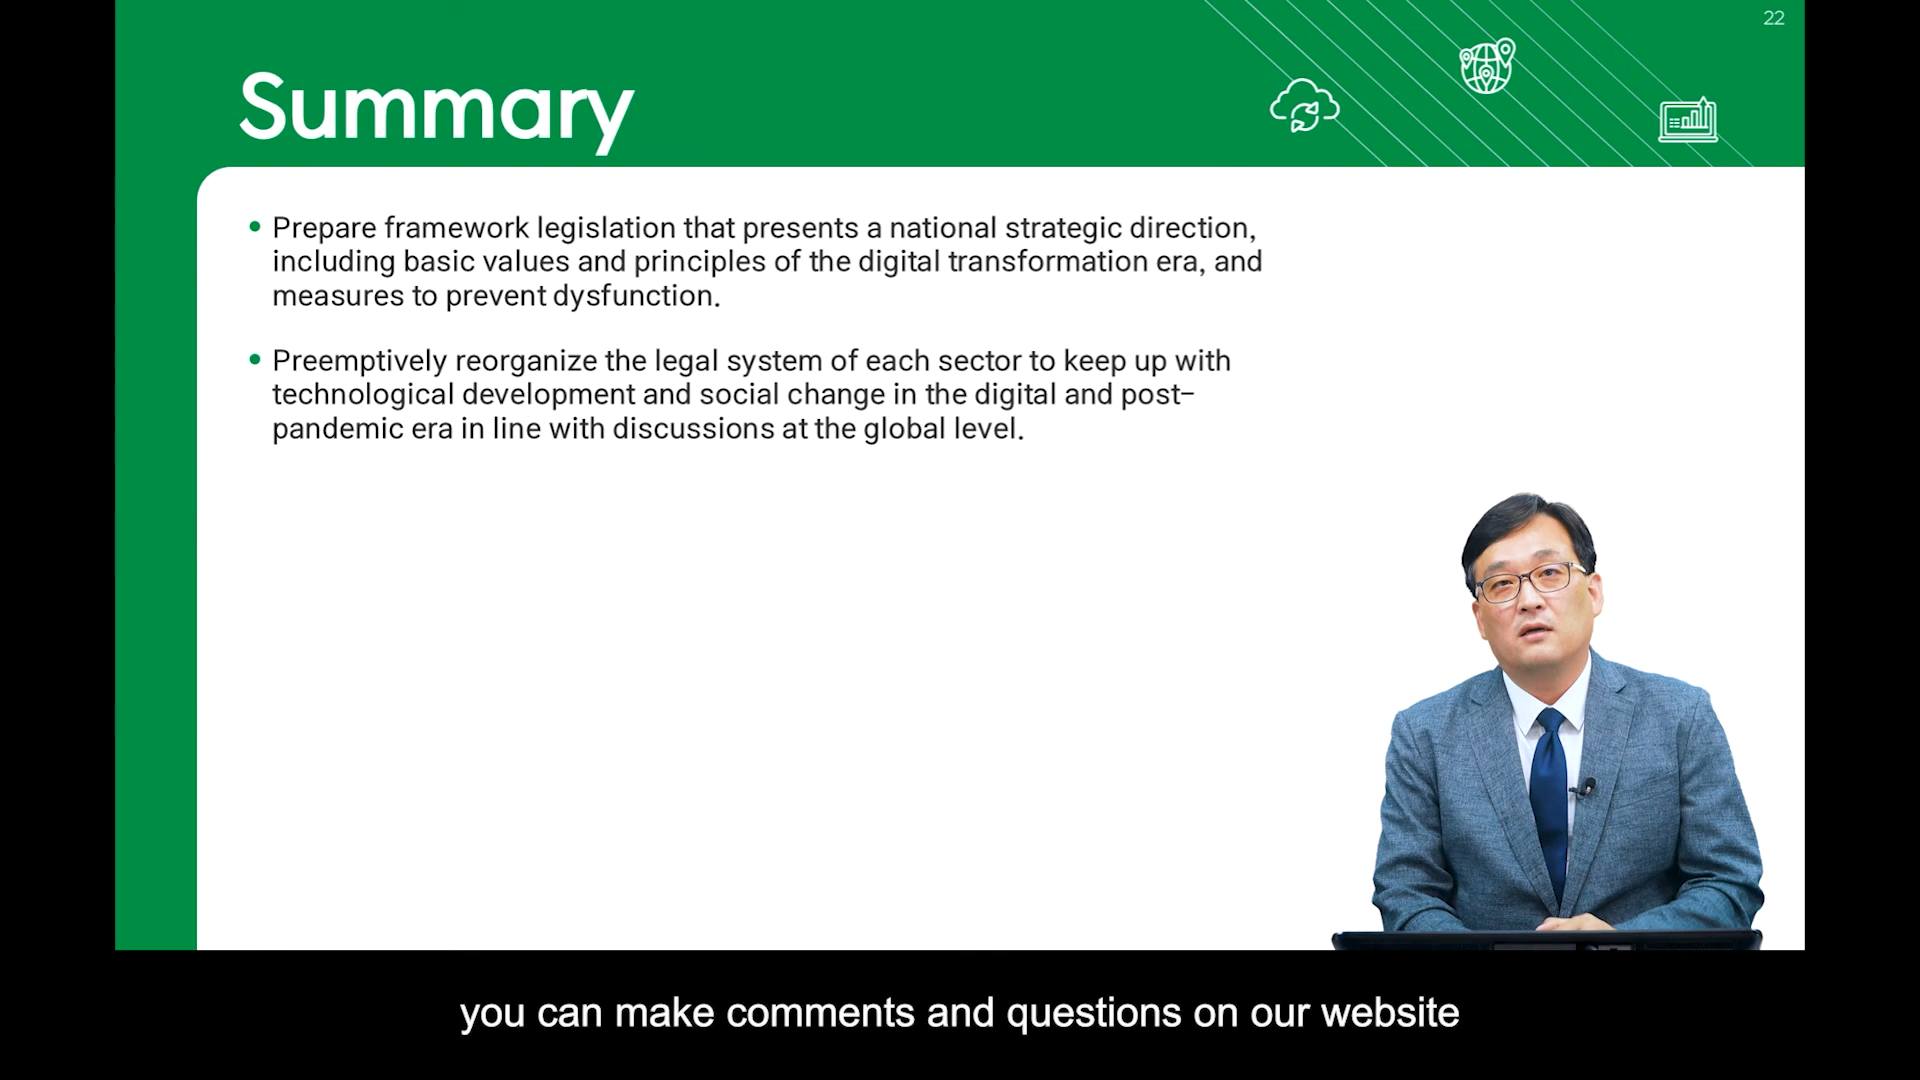 22
Summary
• Prepare framework legislation that presents a national strategic direction,
including basic values and principles of the digital transformation era, and
measures to prevent dysfunction.
• Preemptively reorganize the legal system of each sector to keep up with
technological development and social change in the digital and post-
pandemic era in line with discussions at the global level.
you can make comments and questions on our website